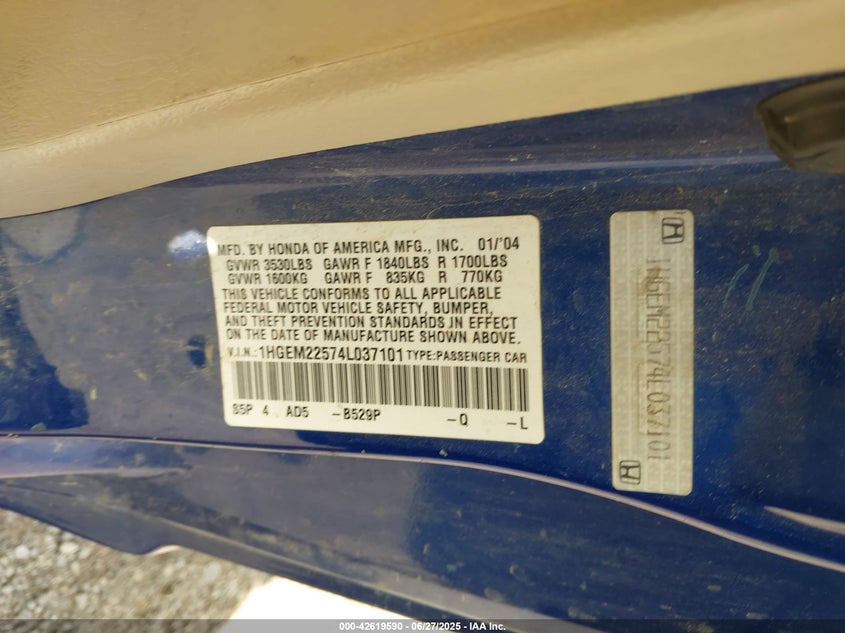 MFD. BY HONDA OF AMERICA MFG., INC. 01/'04
GVWR 3530LBS GAWR F 1840LBS R 1700LBS
GVWR 1600KG GAWR F 835KG R 770KG
THIS VEHICLE CONFORMS TO ALL APPLICABLE
FEDERAL MOTOR VEHICLE SAFETY, BUMPER,
AND THEFT PREVENTION STANDARDS IN EFFECT
ON THE DATE OF MANUFACTURE SHOWN ABOVE.
V.I.N.:1HGEM22574L037101 TYPE:PASSENGER CAR
S5P 4 AD5 -B529P -Q -L
1HGEM22574L037101
000-42619590 - 06/27/2025 - IAA Inc.